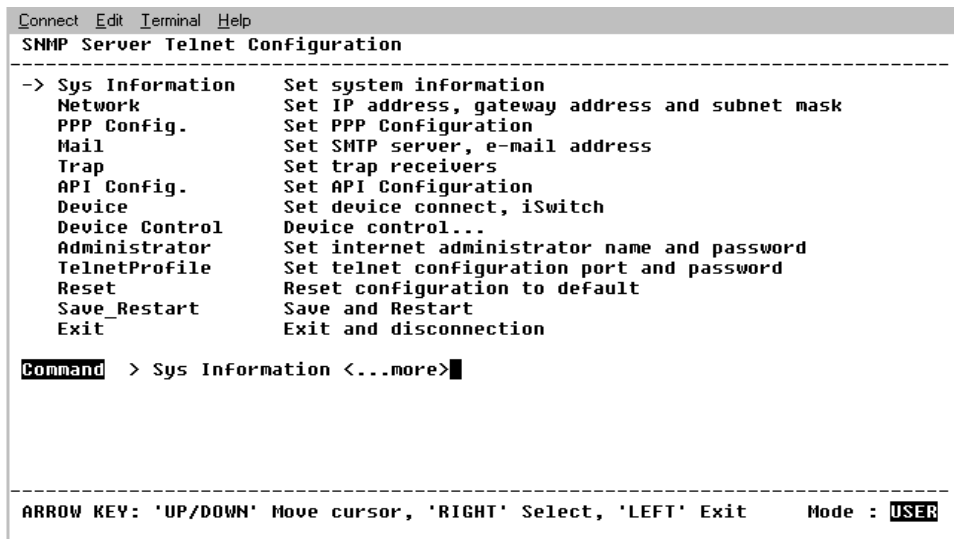 Connect Edit Terminal Help
SNMP Server Telnet Configuration
-> Sys Information Set system information
Network Set IP address, gateway address and subnet mask
PPP Config. Set PPP Configuration
Mail Set SMTP server, e-mail address
Trap Set trap receivers
API Config. Set API Configuration
Device Set device connect, iSwitch
Device Control Device control...
Administrator Set internet administrator name and password
TelnetProfile Set telnet configuration port and password
Reset Reset configuration to default
Save_Restart Save and Restart
Exit Exit and disconnection
Command > Sys Information <...more>
ARROW KEY: 'UP/DOWN' Move cursor, 'RIGHT' Select, 'LEFT' Exit Mode : USER